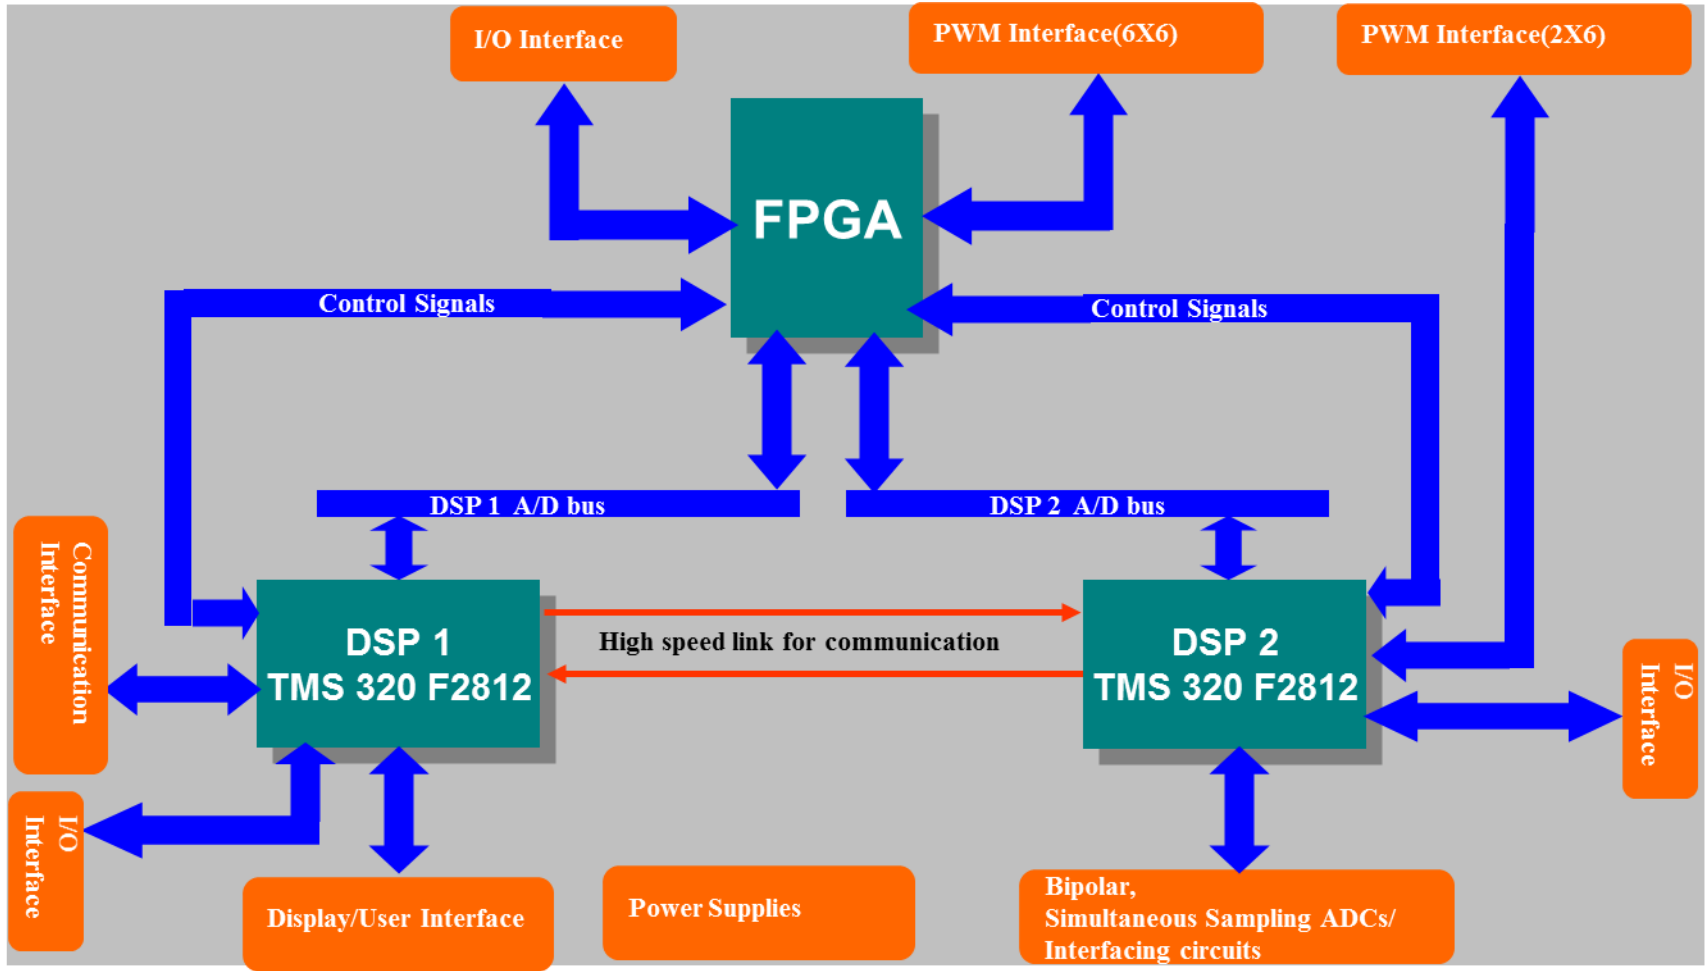 I/O Interface
PWM Interface(6X6)
PWM Interface(2X6)
FPGA
Control Signals
Control Signals
DSP 1 A/D bus
DSP 2 A/D bus
Communication
Interface
DSP 1
TMS 320 F2812
High speed link for communication
DSP 2
TMS 320 F2812
I/O
Interface
I/O
Interface
Display/User Interface
Power Supplies
Bipolar,
Simultaneous Sampling ADCs/
Interfacing circuits